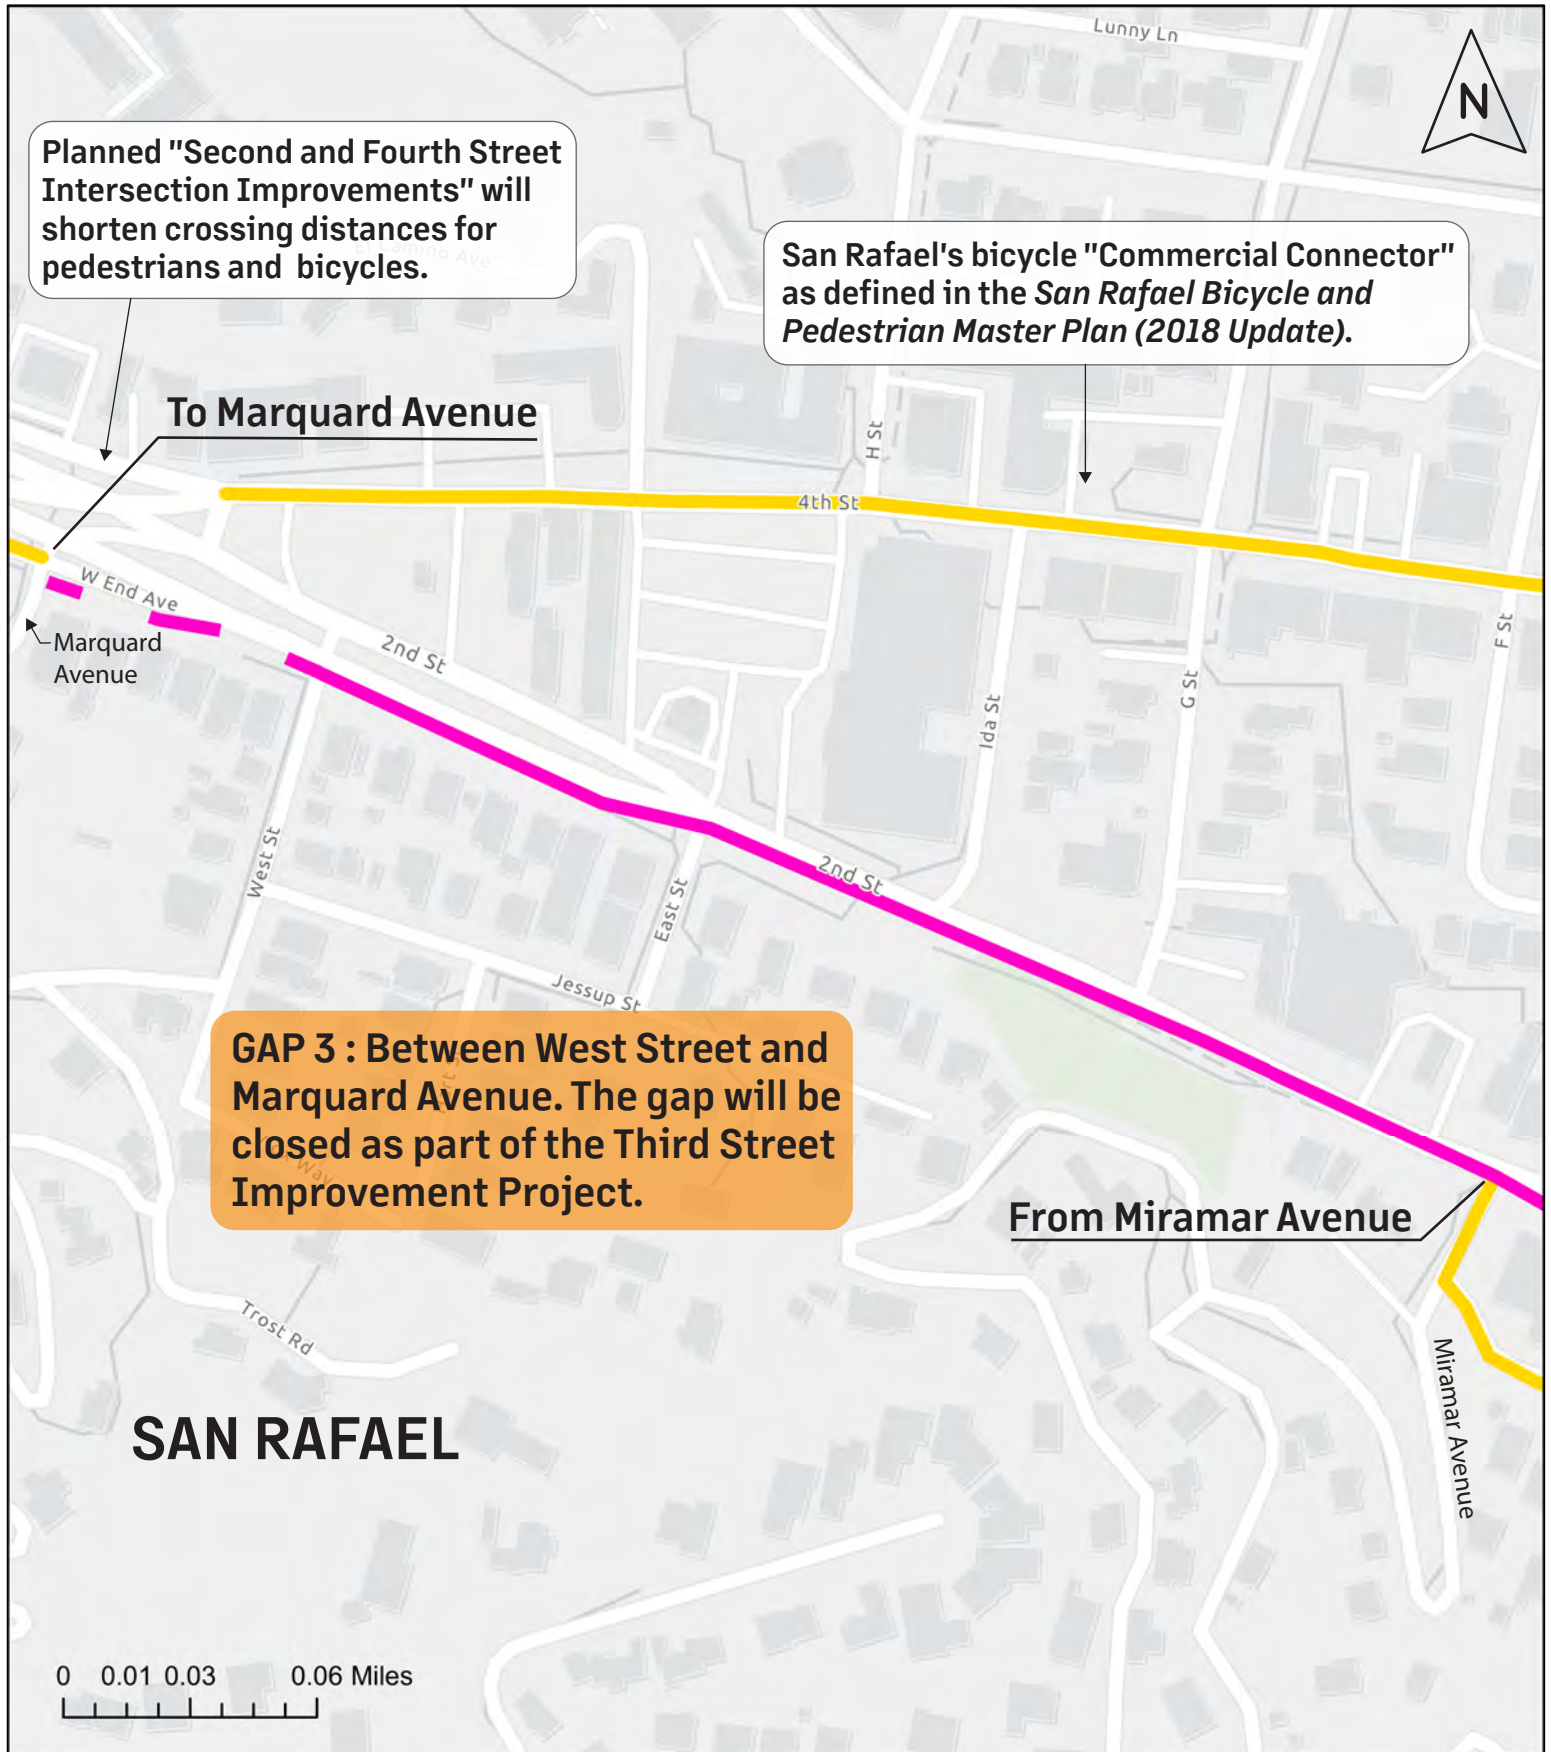 Lunny Ln
N
Planned "Second and Fourth Street
Intersection Improvements" will
shorten crossing distances for
pedestrians and bicycles.
El Camino Ave
San Rafael's bicycle "Commercial Connector"
as defined in the San Rafael Bicycle and
Pedestrian Master Plan (2018 Update).
To Marquard Avenue
H St
4th St
W End Ave
Marquard
Avenue
2nd St
F St
G St
Ida St
West St
2nd St
East St
Jessup St
GAP 3 : Between West Street and
Marquard Avenue. The gap will be
closed as part of the Third Street
Improvement Project.
Way
From Miramar Avenue
Trost Rd
Miramar Avenue
SAN RAFAEL
0 0.01 0.03 0.06 Miles